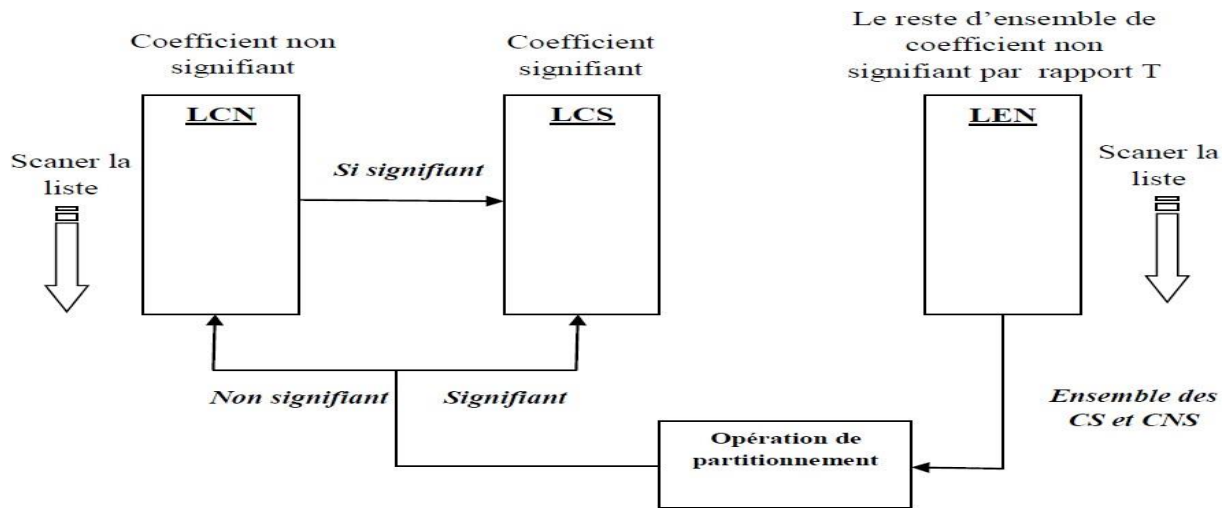 Coefficient non
signifiant
Coefficient
signifiant
Le reste d'ensemble de
coefficient non
signifiant par rapport T
LCN
LCS
LEN
Scaner la
liste
Si signifiant
Scaner la
liste
Non signifiant
Signifiant
Ensemble des
CS et CNS
Opération de
partitionnement